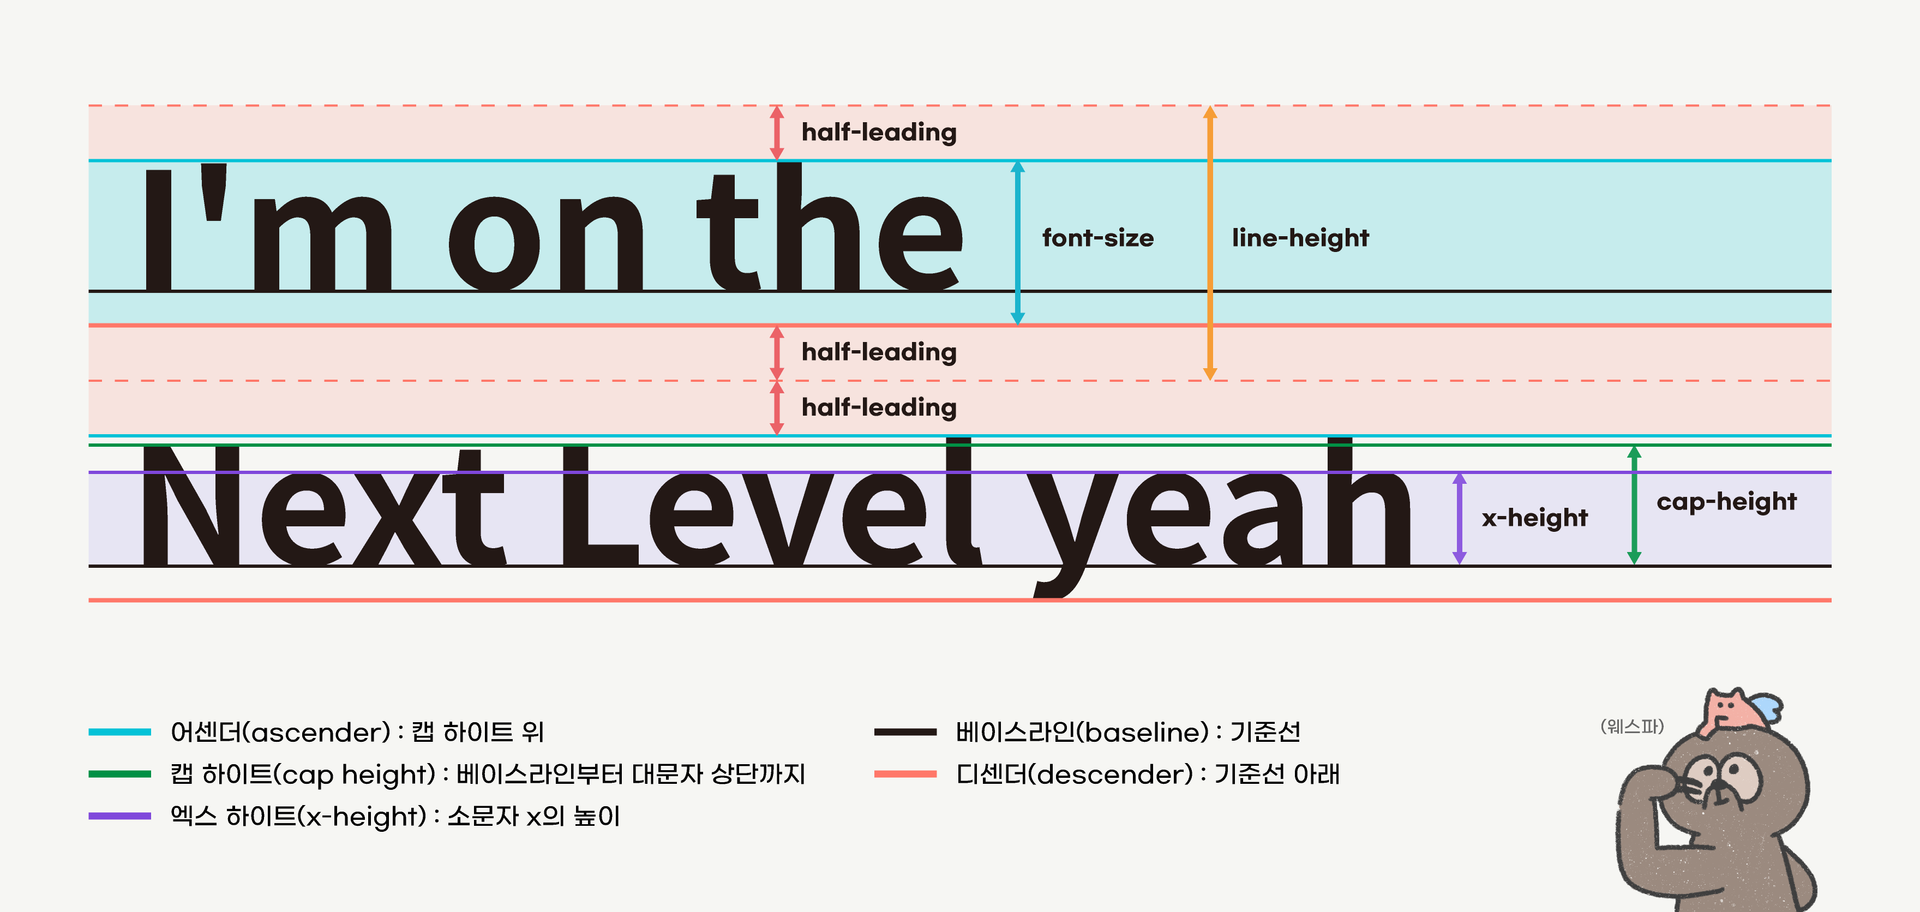 half-leading
I'm on the
font-size
line-height
half-leading
half-leading
Next Level yeah
x-height
cap-height
어센더(ascender) : 캡 하이트 위
캡 하이트(cap height) : 베이스라인부터 대문자 상단까지
엑스 하이트(x-height) : 소문자 x의 높이
베이스라인(baseline) : 기준선
디센더(descender) : 기준선 아래
(웨스파)